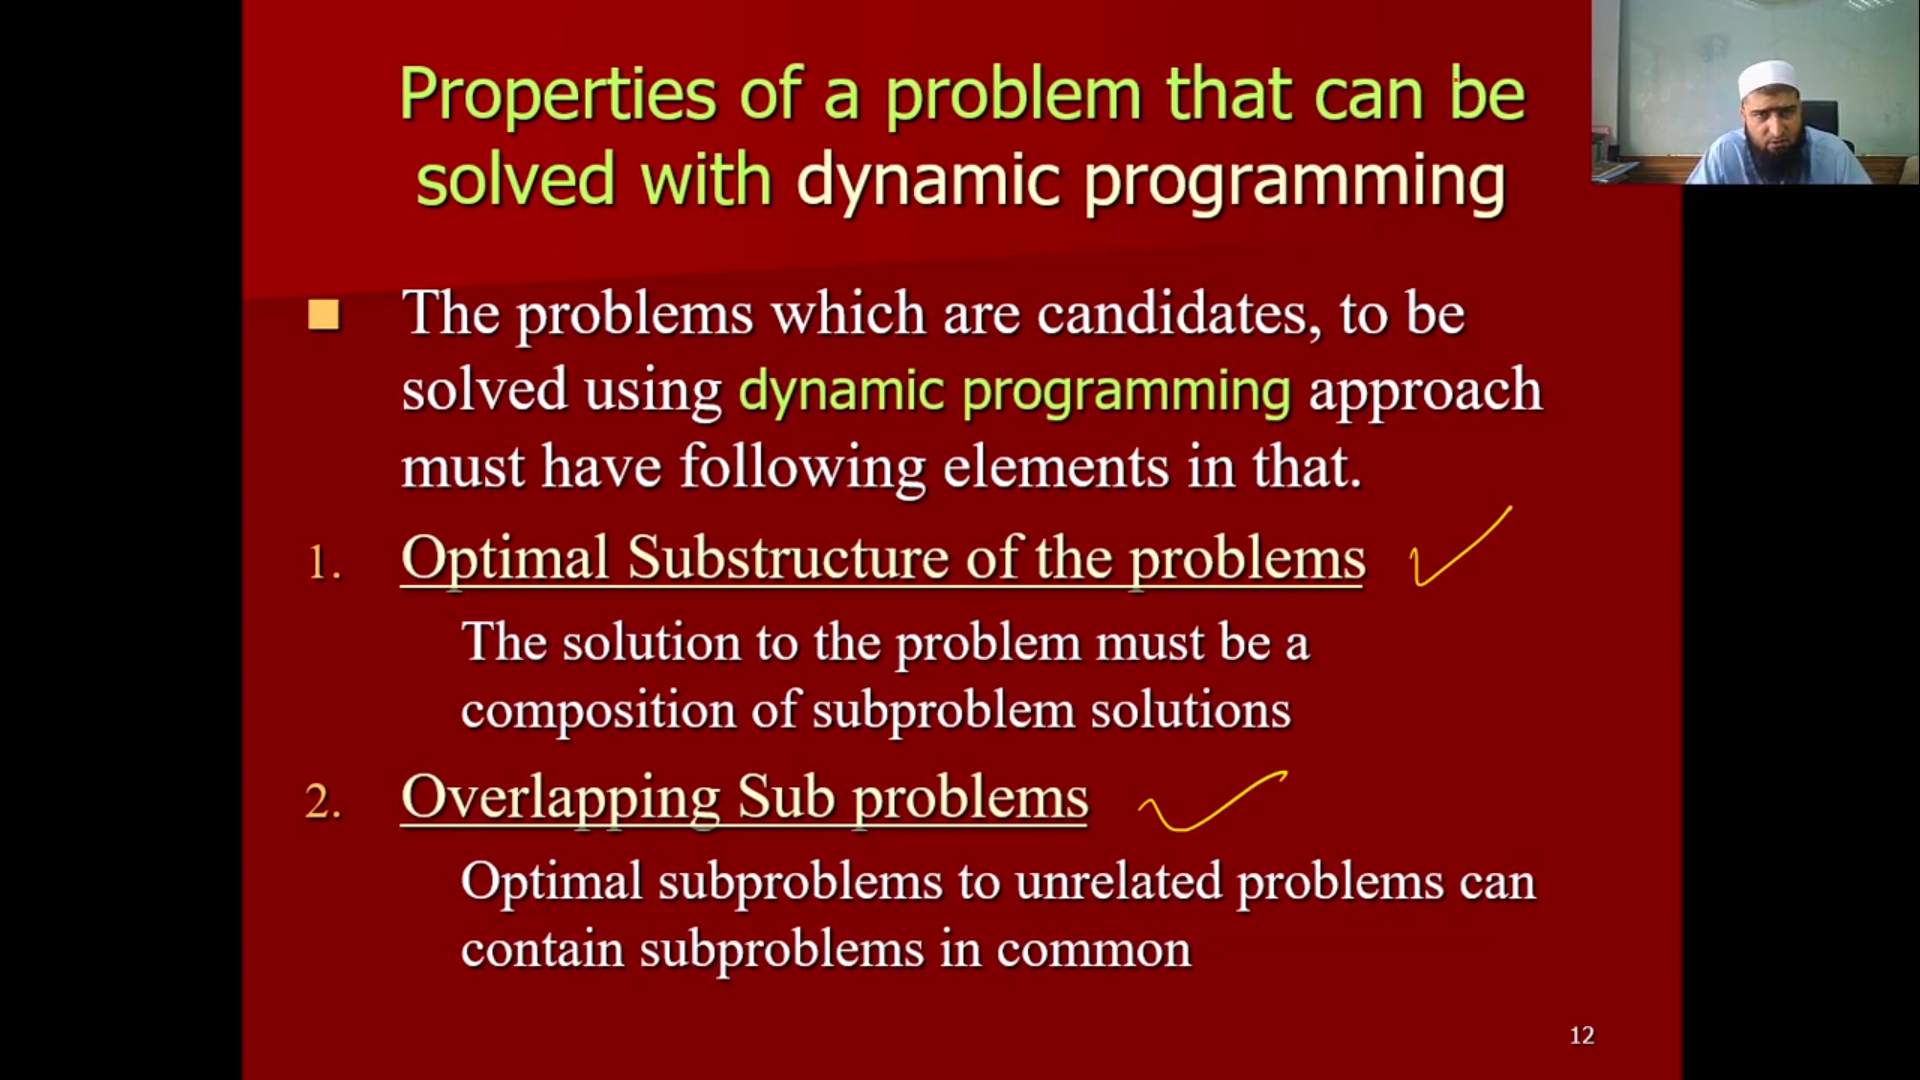 Properties of a problem that can be
solved with dynamic programming
The problems which are candidates, to be
solved using dynamic programming approach
must have following elements in that.
1. Optimal Substructure of the problems
The solution to the problem must be a
composition of subproblem solutions
2. Overlapping Sub problems
Optimal subproblems to unrelated problems can
contain subproblems in common
12